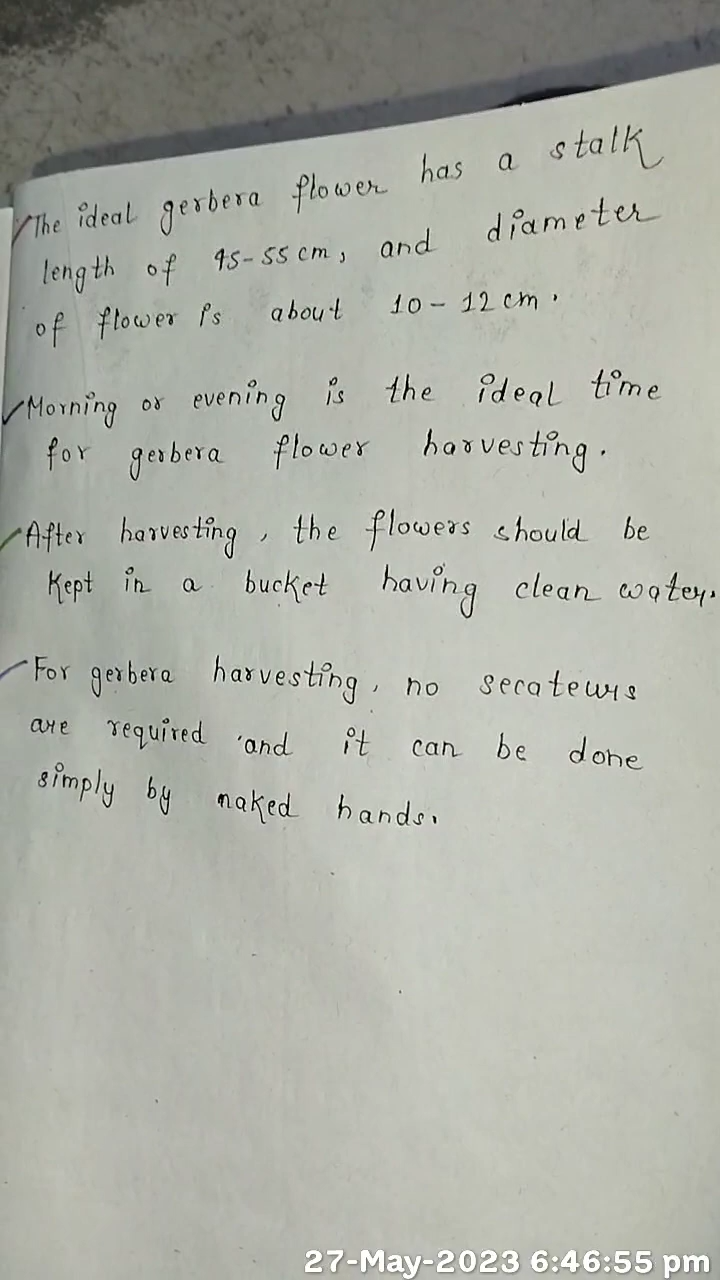 The ideal gerbera flower has a stalk
length of 45-55 cm, and diameter
of flower is about 10-12 cm.
Morning or evening is the ideal time
for gerbera flower harvesting.
After harvesting, the flowers should be
kept in a bucket having clean water.
For gerbera harvesting, no secateurs
are required and it can be done
simply by naked hands.
27-May-2023 6:46:55 pm